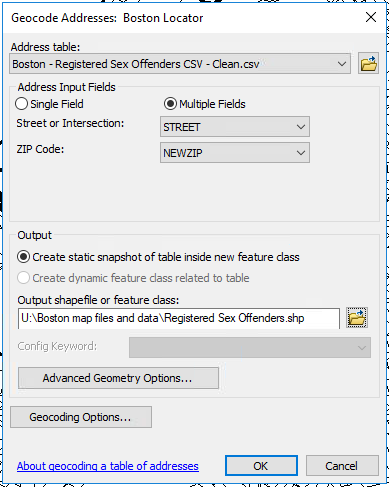 Geocode Addresses: Boston Locator
Address table:
Boston - Registered Sex Offenders CSV - Clean.csv
Address Input Fields
Single Field
Multiple Fields
Street or Intersection:
STREET
ZIP Code:
NEWZIP
Output
Create static snapshot of table inside new feature class
Create dynamic feature class related to table
Output shapefile or feature class:
U:\Boston map files and data\Registered Sex Offenders.shp
Config Keyword:
Advanced Geometry Options...
Geocoding Options...
About geocoding a table of addresses
OK
Cancel